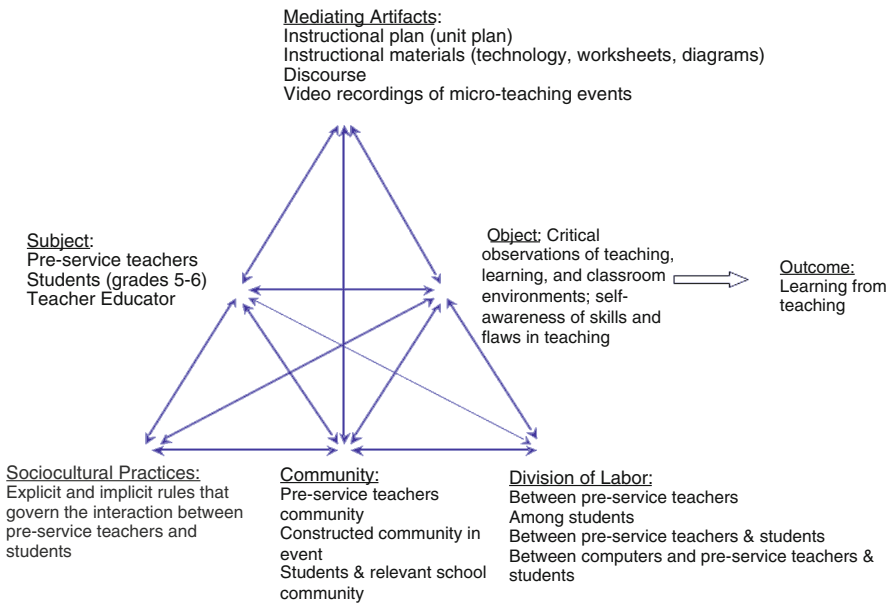 Mediating Artifacts:
Instructional plan (unit plan)
Instructional materials (technology, worksheets, diagrams)
Discourse
Video recordings of micro-teaching events
Subject:
Pre-service teachers
Students (grades 5-6)
Teacher Educator
Object: Critical
observations of teaching,
learning, and classroom
environments; self-
awareness of skills and
flaws in teaching
Outcome:
Learning from
teaching
Sociocultural Practices:
Explicit and implicit rules that
govern the interaction between
pre-service teachers and
students
Community:
Pre-service teachers
community
Constructed community in
event
Students & relevant school
community
Division of Labor:
Between pre-service teachers
Among students
Between pre-service teachers & students
Between computers and pre-service teachers &
students